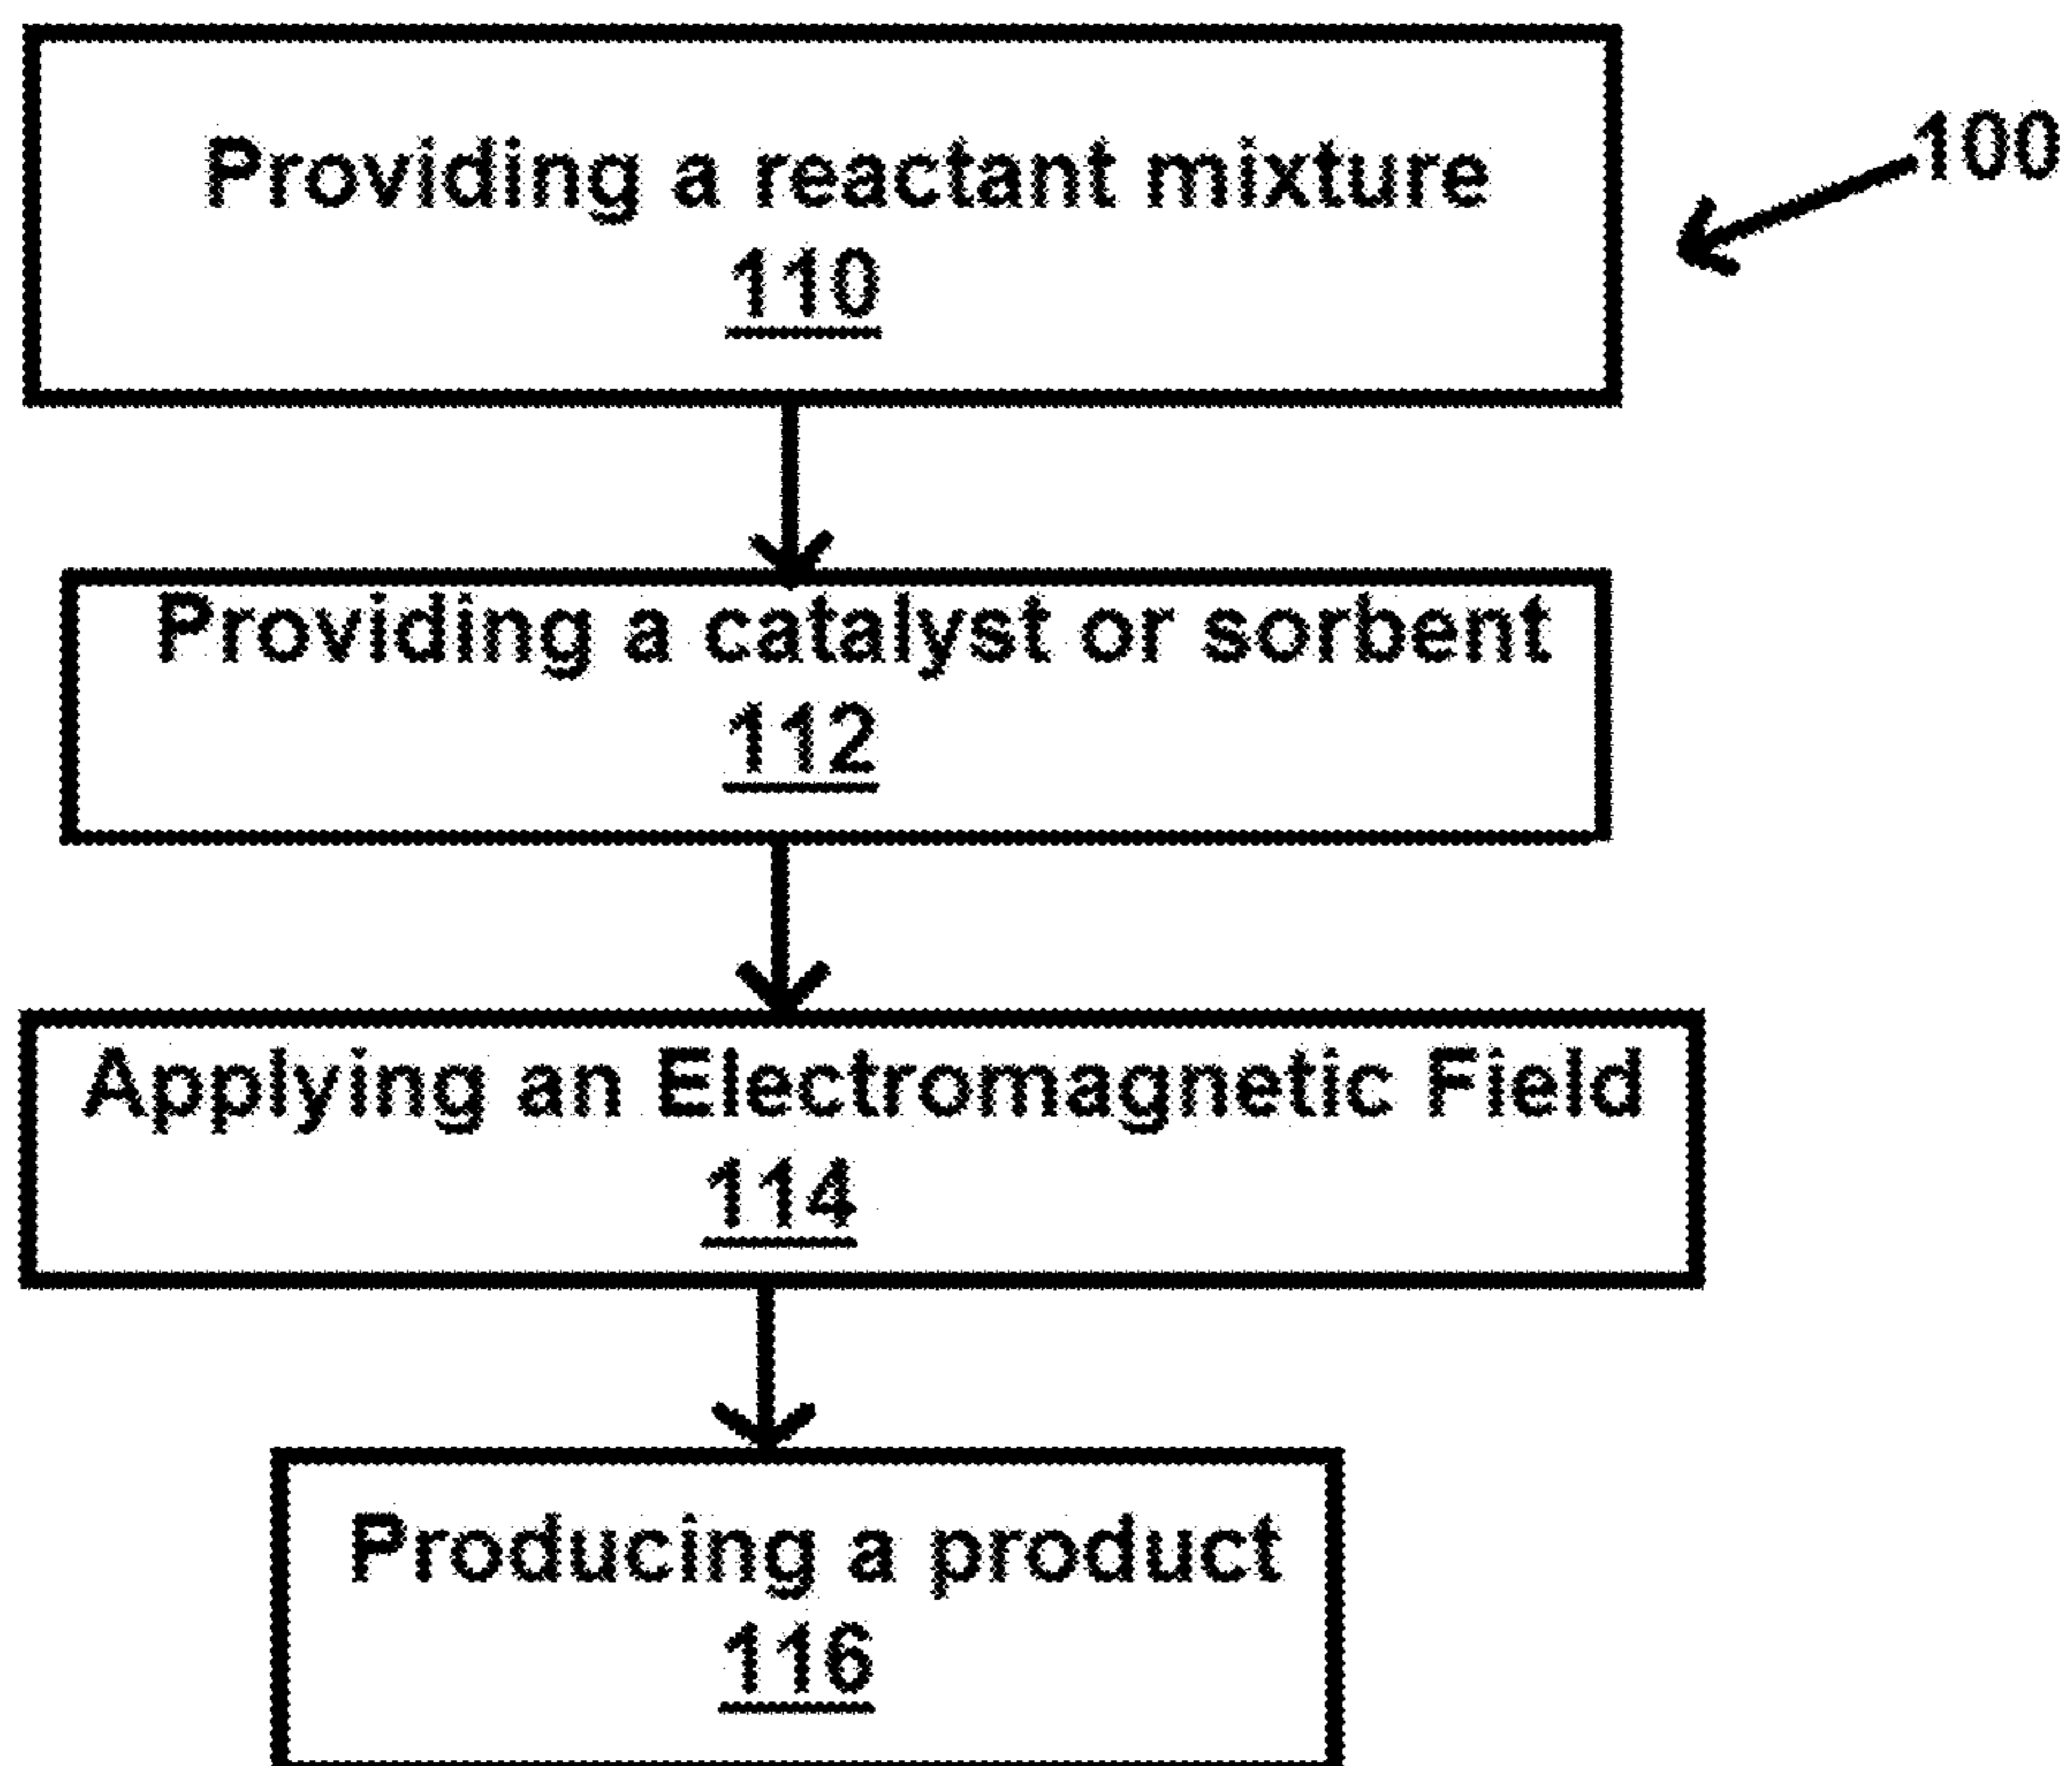 Providing a reactant mixture
100
110
Providing a catalyst or sorbent
112
Applying an Electromagnetic Field
114
Producing a product
116